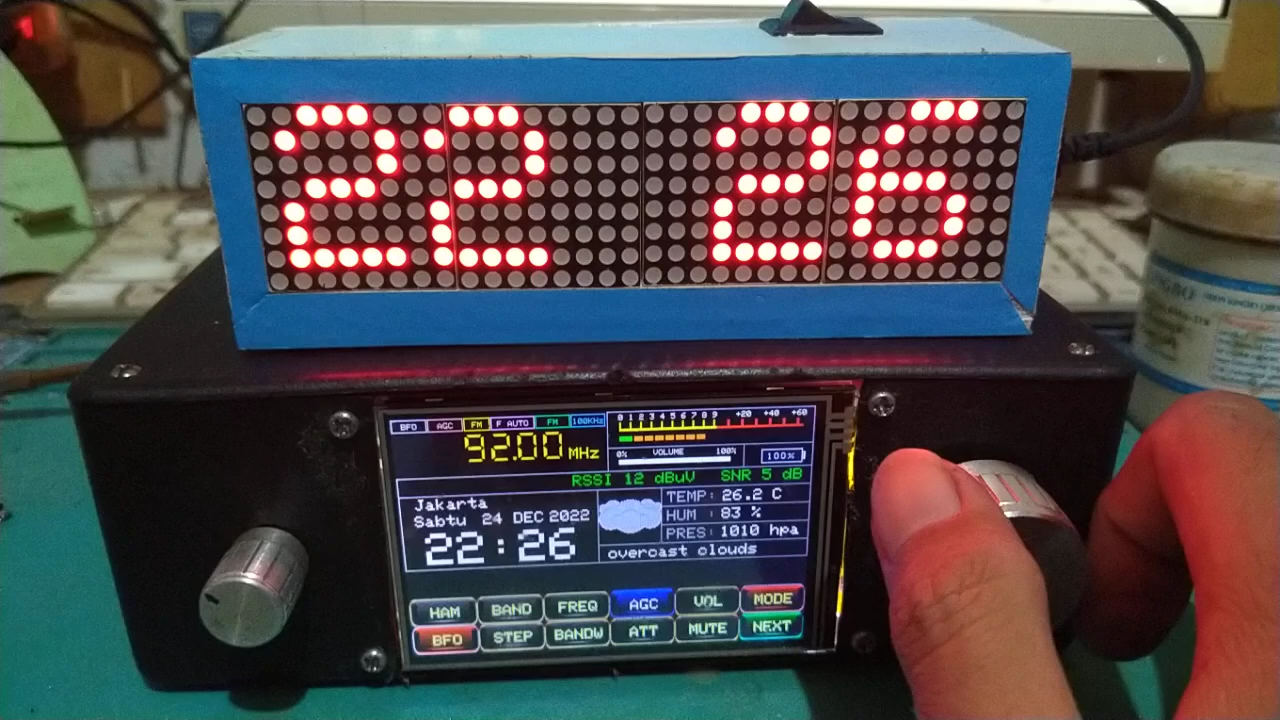 22 26
BFO AGC FM F AUTO FM 100KHz
92.00 MHz
0 1 2 3 4 5 6 7 8 9 +20 +40 +60
0% VOLUME 100%
100%
RSSI 12 dBuV SNR 5 dB
Jakarta
Sabtu 24 DEC 2022
22:26
TEMP: 26.2 C
HUM : 83 %
PRES: 1010 hpa
overcast clouds
HAM BAND FREQ AGC VOL MODE
BFO STEP BANDW ATT MUTE NEXT